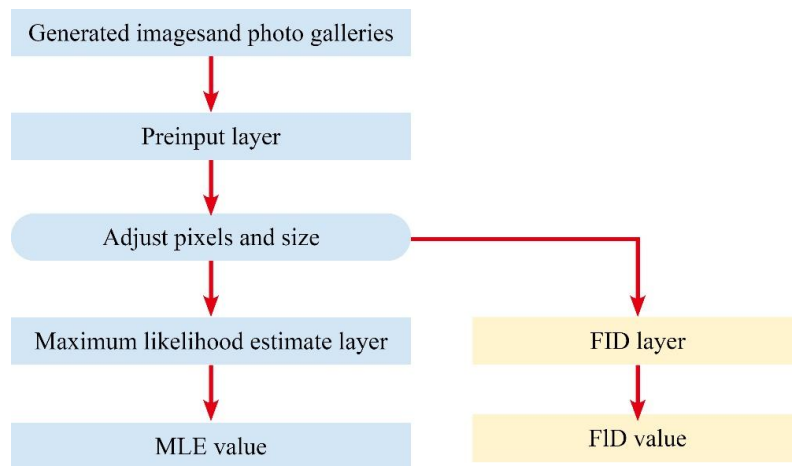 Generated imagesand photo galleries
Preinput layer
Adjust pixels and size
Maximum likelihood estimate layer
FID layer
MLE value
FlD value